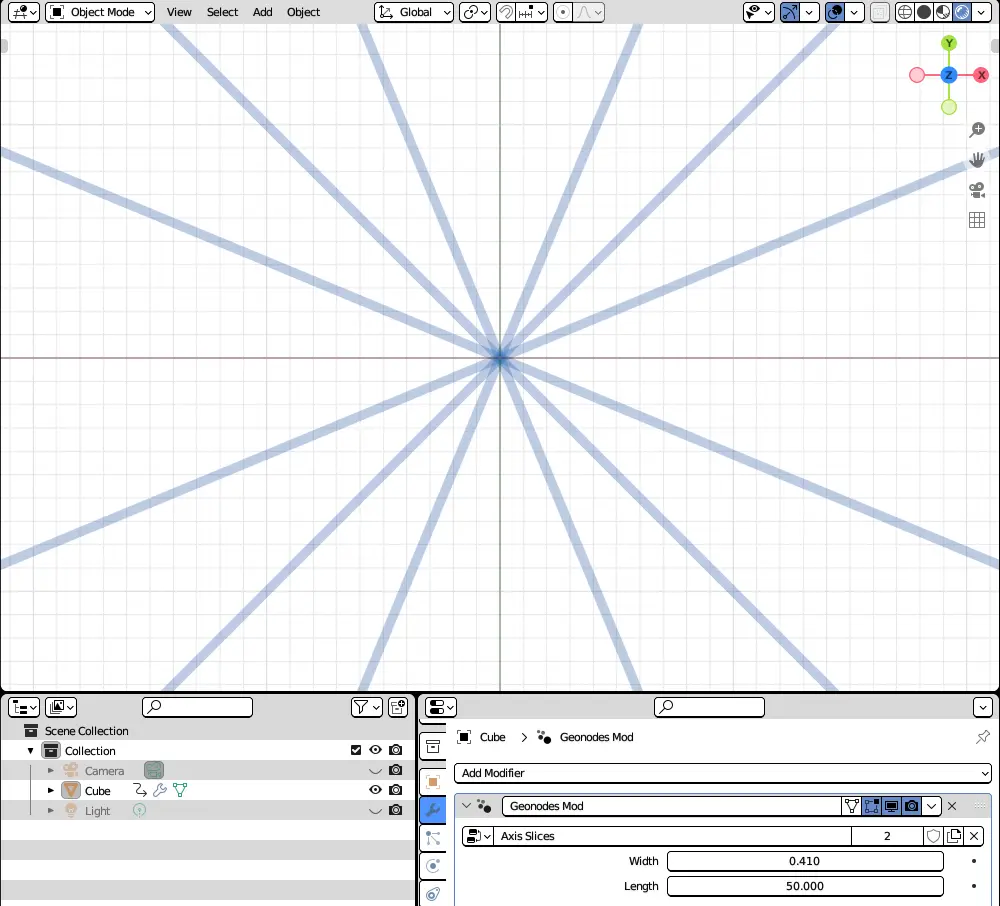 Object Mode View Select Add Object Global
Y
Z X
Scene Collection
Collection
Camera
Cube
Light
Cube > Geonodes Mod
Add Modifier
Geonodes Mod
Axis Slices 2
Width 0.410
Length 50.000